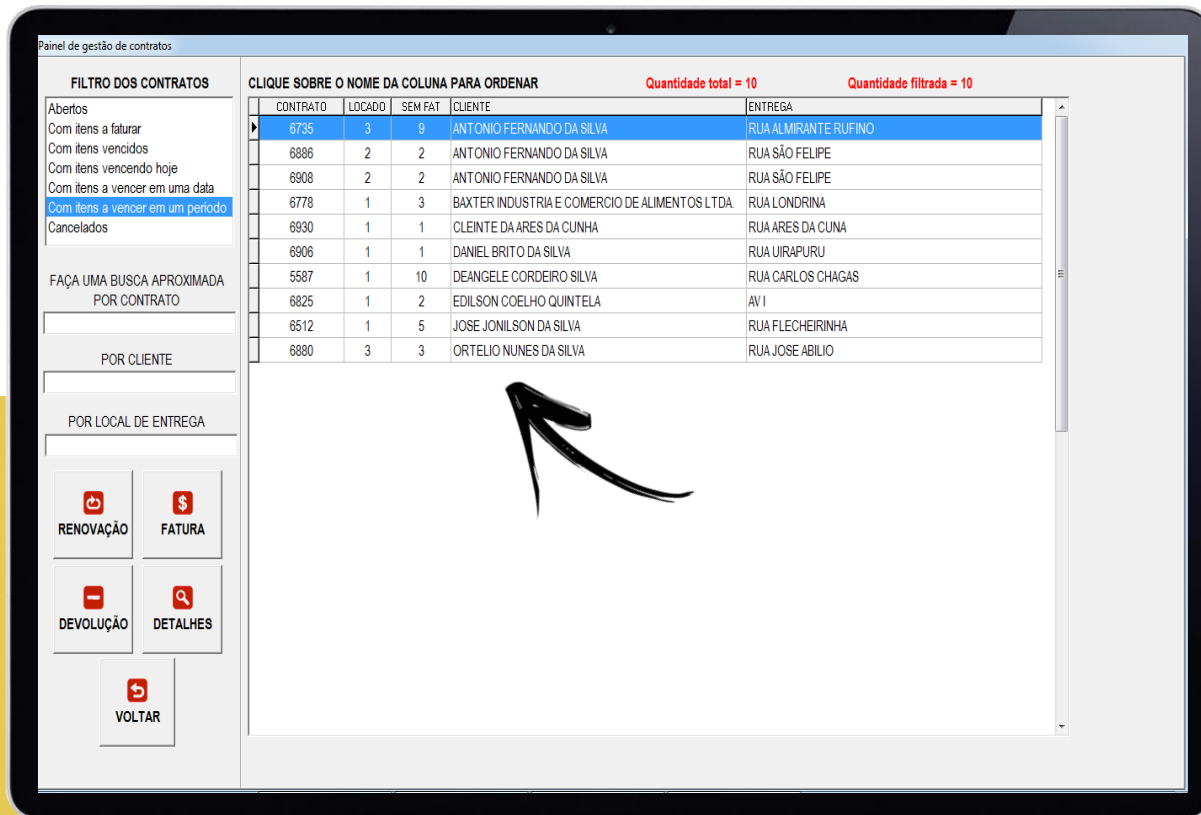 Painel de gestão de contratos
FILTRO DOS CONTRATOS
Abertos
Com itens a faturar
Com itens vencidos
Com itens vencendo hoje
Com itens a vencer em uma data
Com itens a vencer em um período
Cancelados
FAÇA UMA BUSCA APROXIMADA
POR CONTRATO
POR CLIENTE
POR LOCAL DE ENTREGA
RENOVAÇÃO FATURA
DEVOLUÇÃO DETALHES
VOLTAR
CLIQUE SOBRE O NOME DA COLUNA PARA ORDENAR Quantidade total = 10 Quantidade filtrada = 10
CONTRATO LOCADO SEM FAT CLIENTE ENTREGA
6735 3 9 ANTONIO FERNANDO DA SILVA RUA ALMIRANTE RUFINO
6886 2 2 ANTONIO FERNANDO DA SILVA RUA SÃO FELIPE
6908 2 2 ANTONIO FERNANDO DA SILVA RUA SÃO FELIPE
6778 1 3 BAXTER INDUSTRIA E COMERCIO DE ALIMENTOS LTDA RUA LONDRINA
6930 1 1 CLEINTE DA ARES DA CUNHA RUA ARES DA CUNA
6906 1 1 DANIEL BRITO DA SILVA RUA UIRAPURU
5587 1 10 DEANGELE CORDEIRO SILVA RUA CARLOS CHAGAS
6825 1 2 EDILSON COELHO QUINTELA AV I
6512 1 5 JOSE JONILSON DA SILVA RUA FLECHEIRINHA
6880 3 3 ORTELIO NUNES DA SILVA RUA JOSE ABILIO